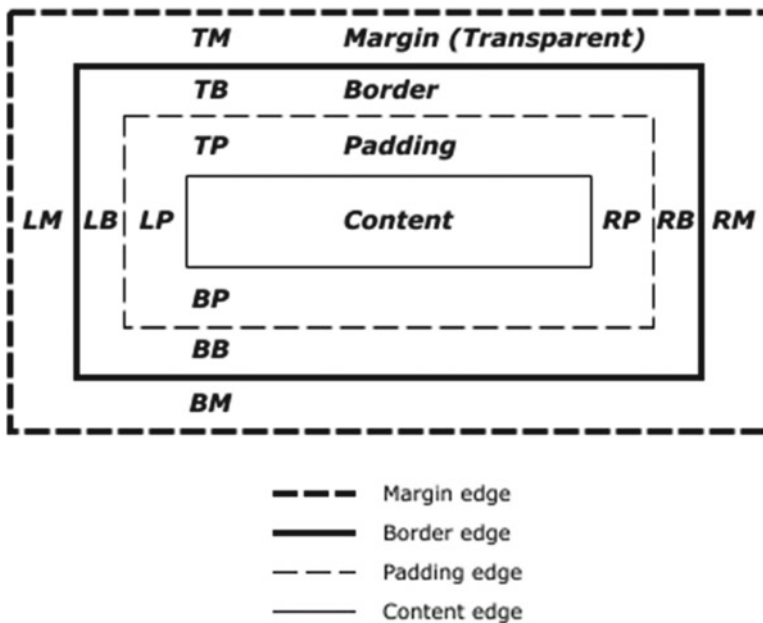 TM Margin (Transparent)
TB Border
TP Padding
LM LB LP Content RP RB RM
BP
BB
BM
Margin edge
Border edge
Padding edge
Content edge